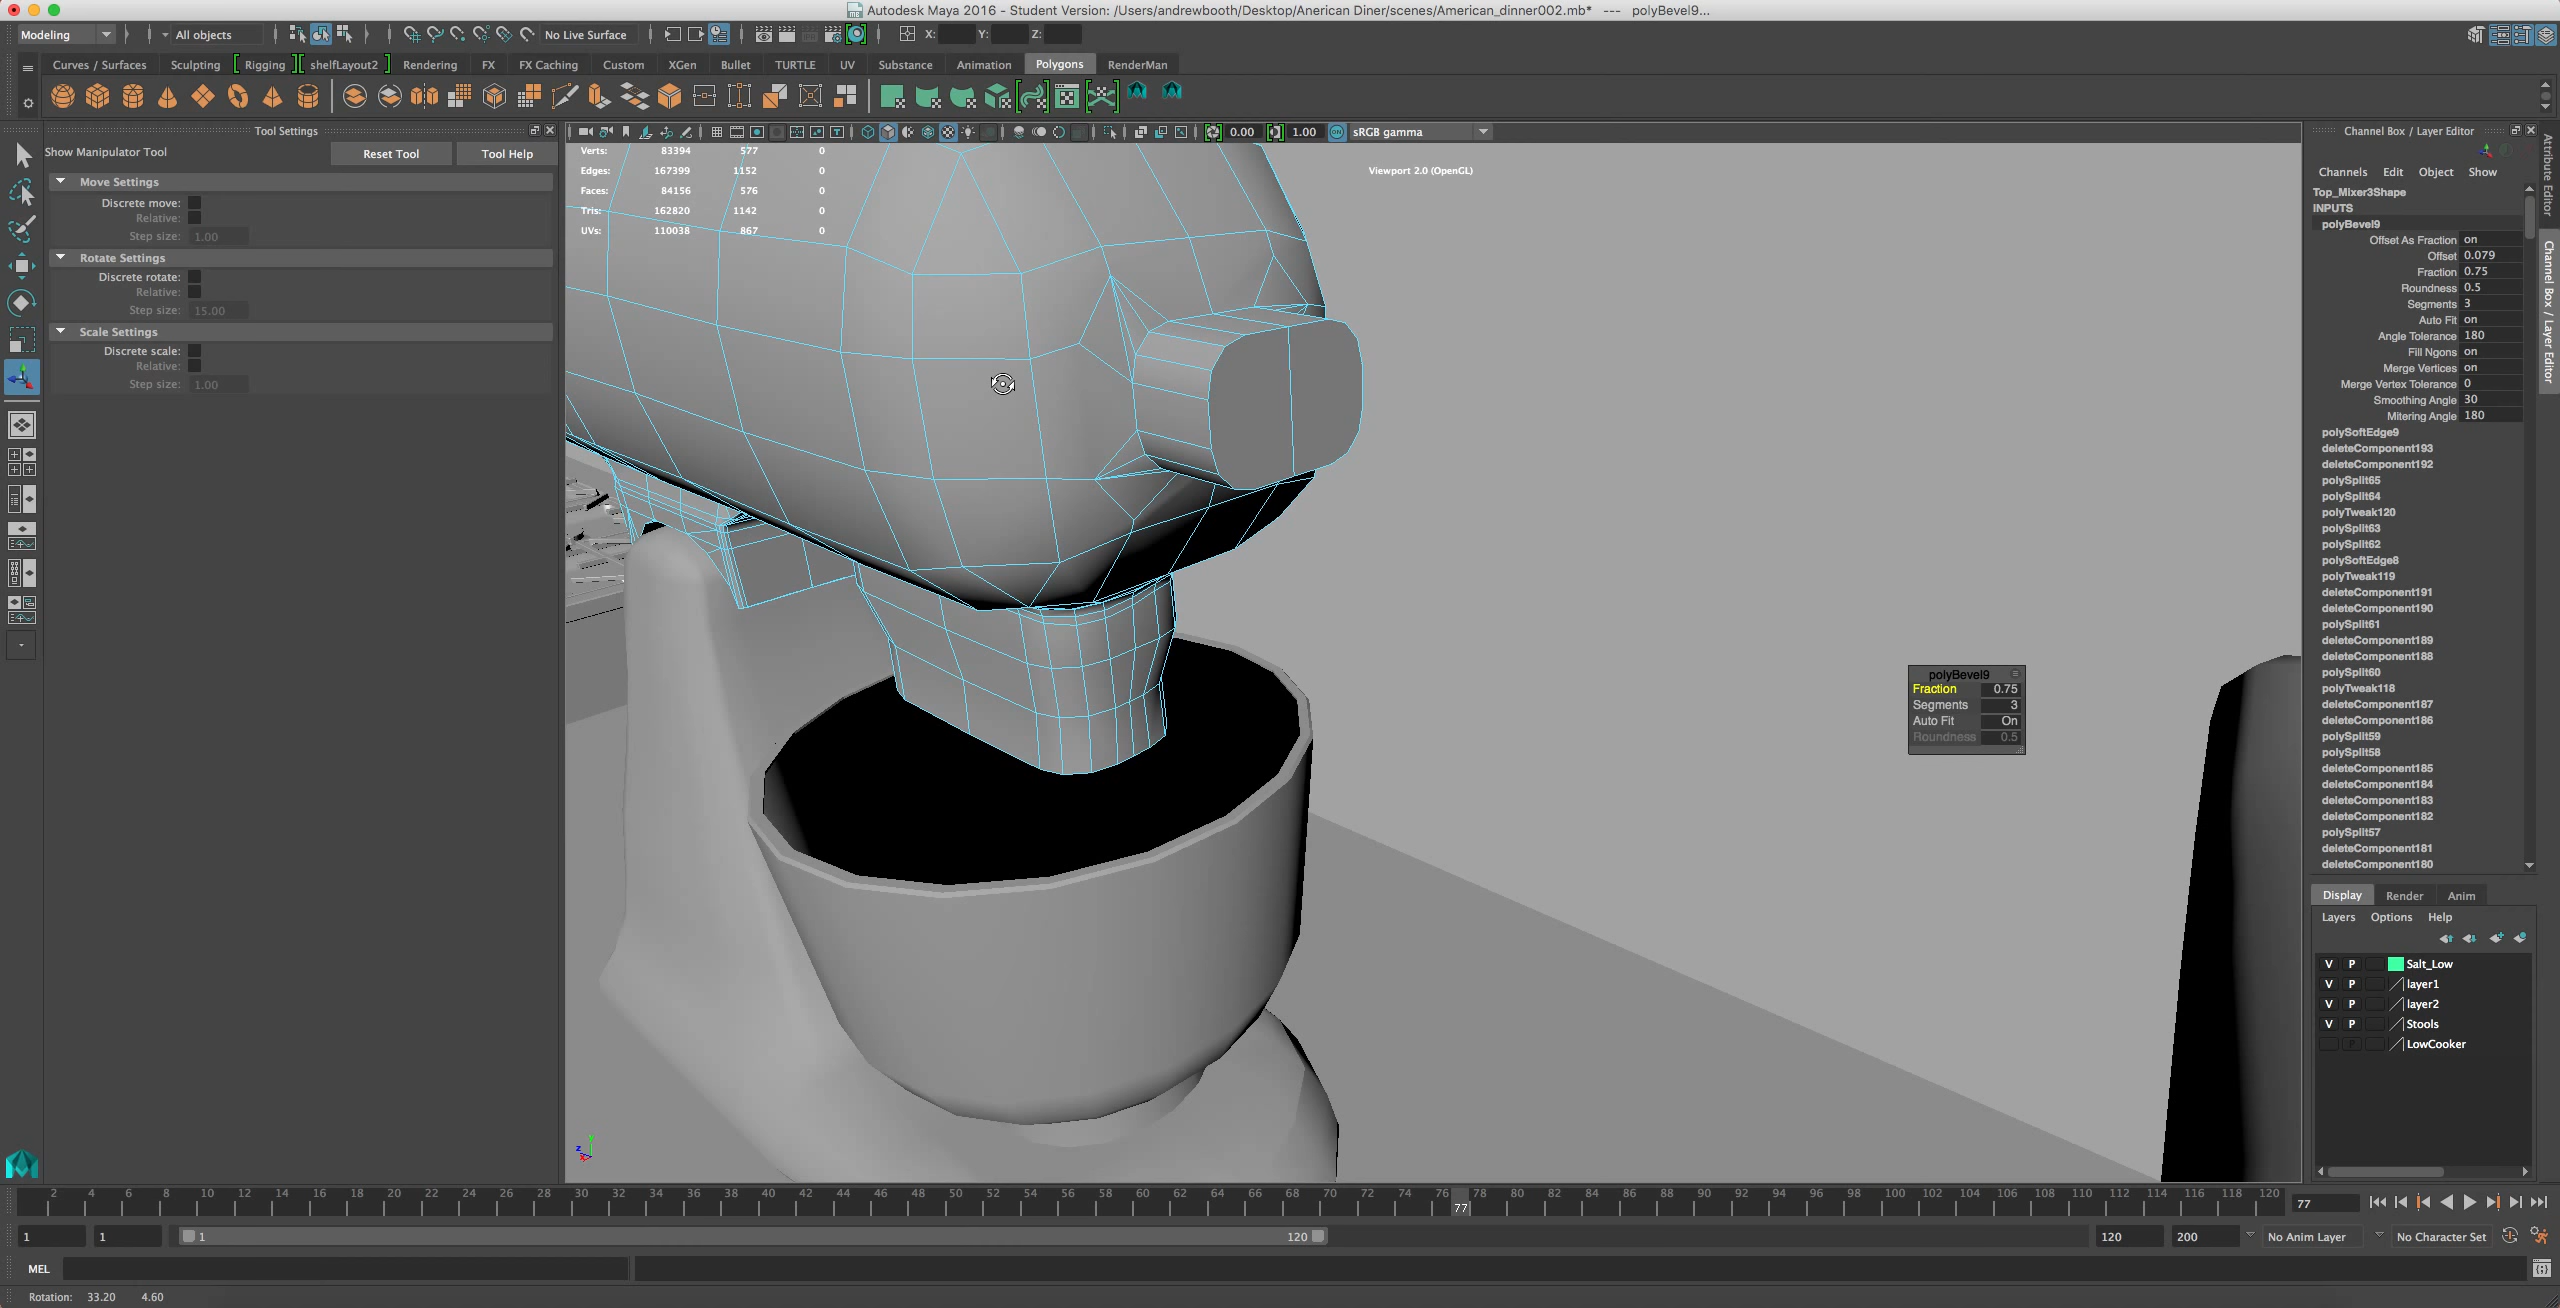 Autodesk Maya 2016 - Student Version: /Users/andrewbooth/Desktop/Anerican Diner/scenes/American_dinner002.mb* --- polyBevel9...
Modeling All objects No Live Surface X: Y: Z:
Curves / Surfaces Sculpting Rigging shelfLayout2 Rendering FX FX Caching Custom XGen Bullet TURTLE UV Substance Animation Polygons RenderMan
Tool Settings
Show Manipulator Tool Reset Tool Tool Help
Move Settings
Discrete move:
Relative:
Step size: 1.00
Rotate Settings
Discrete rotate:
Relative:
Step size: 15.00
Scale Settings
Discrete scale:
Relative:
Step size: 1.00
0.00 1.00 ON sRGB gamma
Verts: 83394 577 0
Edges: 167399 1152 0
Faces: 84156 576 0
Tris: 162820 1142 0
UVs: 110038 867 0
Viewport 2.0 (OpenGL)
polyBevel9
Fraction 0.75
Segments 3
Auto Fit On
Roundness 0.5
Channel Box / Layer Editor
Channels Edit Object Show
Top_Mixer3Shape
INPUTS
polyBevel9
Offset As Fraction on
Offset 0.079
Fraction 0.75
Roundness 0.5
Segments 3
Auto Fit on
Angle Tolerance 180
Fill Ngons on
Merge Vertices on
Merge Vertex Tolerance 0
Smoothing Angle 30
Mitering Angle 180
polySoftEdge9
deleteComponent193
deleteComponent192
polySplit65
polySplit64
polyTweak120
polySplit63
polySplit62
polySoftEdge8
polyTweak119
deleteComponent191
deleteComponent190
polySplit61
deleteComponent189
deleteComponent188
polySplit60
polyTweak118
deleteComponent187
deleteComponent186
polySplit59
polySplit58
deleteComponent185
deleteComponent184
deleteComponent183
deleteComponent182
polySplit57
deleteComponent181
deleteComponent180
Attribute Editor
Channel Box / Layer Editor
Display Render Anim
Layers Options Help
V P Salt_Low
V P layer1
V P layer2
V P Stools
P LowCooker
z y x
2 4 6 8 10 12 14 16 18 20 22 24 26 28 30 32 34 36 38 40 42 44 46 48 50 52 54 56 58 60 62 64 66 68 70 72 74 76 78 80 82 84 86 88 90 92 94 96 98 100 102 104 106 108 110 112 114 116 118 120
77 77
1 1 1 120 120 200 No Anim Layer No Character Set
MEL
Rotation: 33.20 4.60